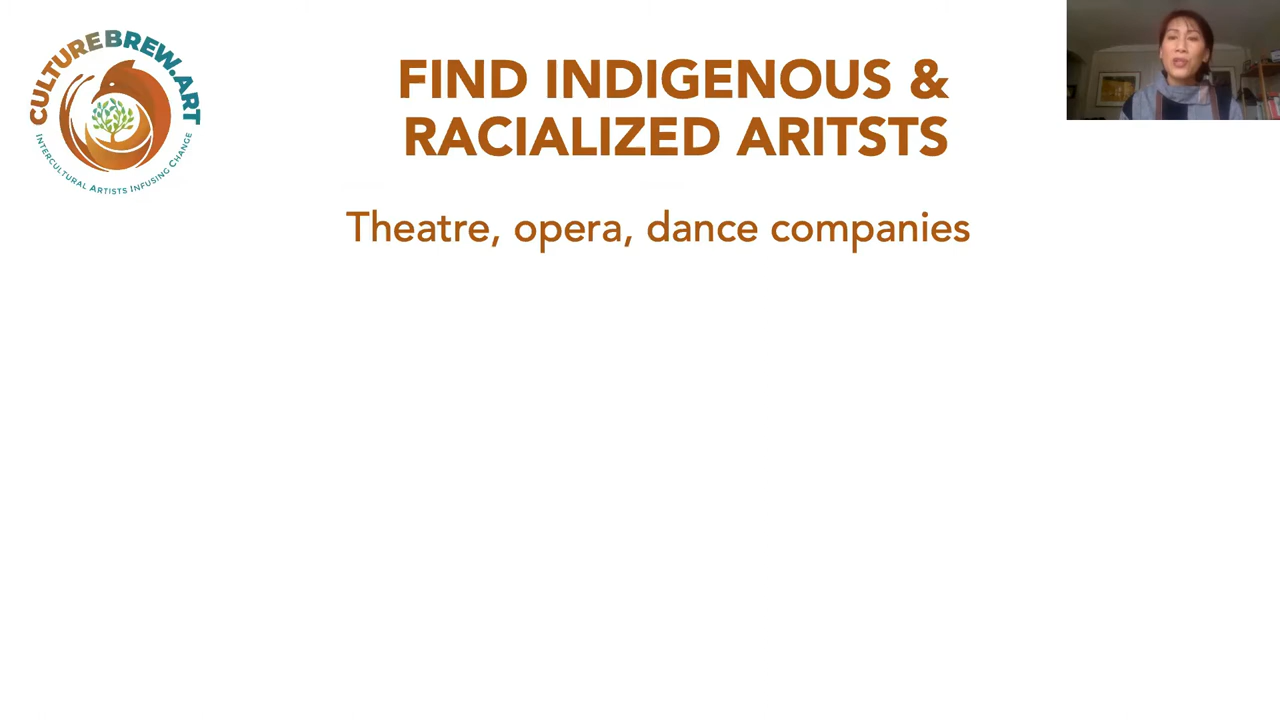 CULTUREBREW.ART
INTERCULTURAL ARTISTS INFUSING CHANGE
FIND INDIGENOUS &
RACIALIZED ARITSTS
Theatre, opera, dance companies